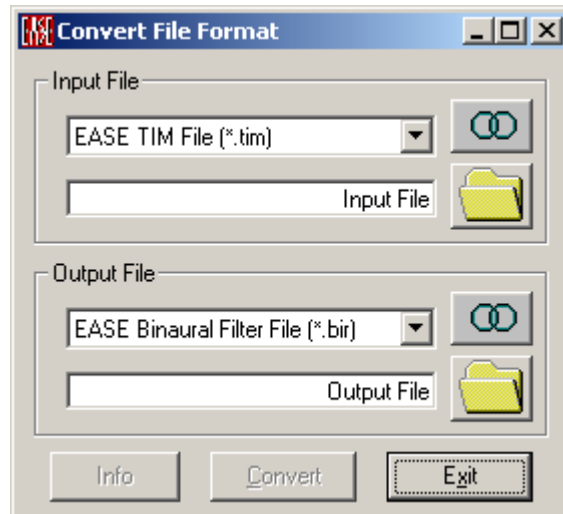 EASE Convert File Format
Input File
EASE TIM File (*.tim)
Input File
Output File
EASE Binaural Filter File (*.bir)
Output File
Info Convert Exit